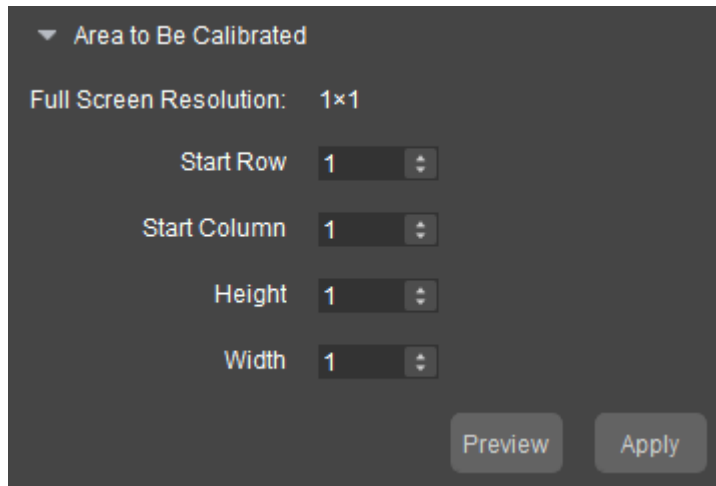 Area to Be Calibrated
Full Screen Resolution: 1×1
Start Row 1
Start Column 1
Height 1
Width 1
Preview Apply